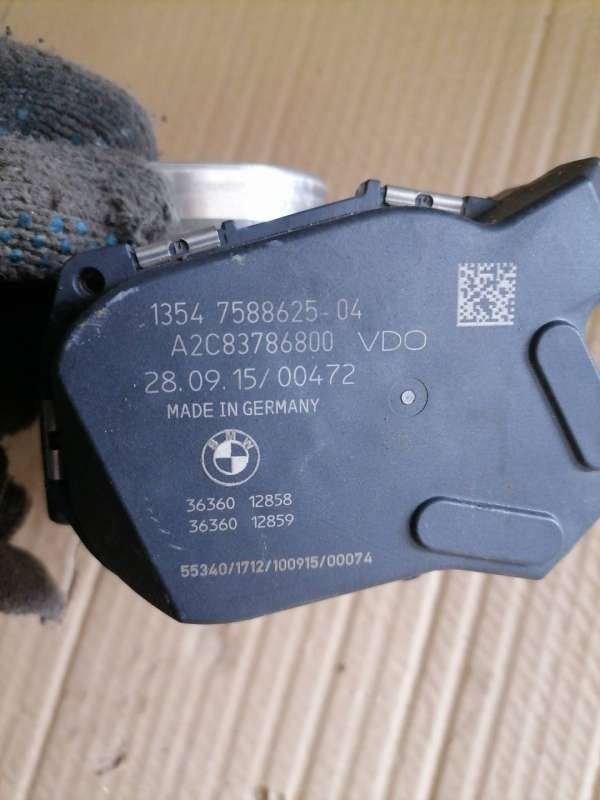 1354 7588625-04
A2C83786800 VDO
28.09.15/00472
MADE IN GERMANY
BMW
36360 12858
36360 12859
55340/1712/100915/00074